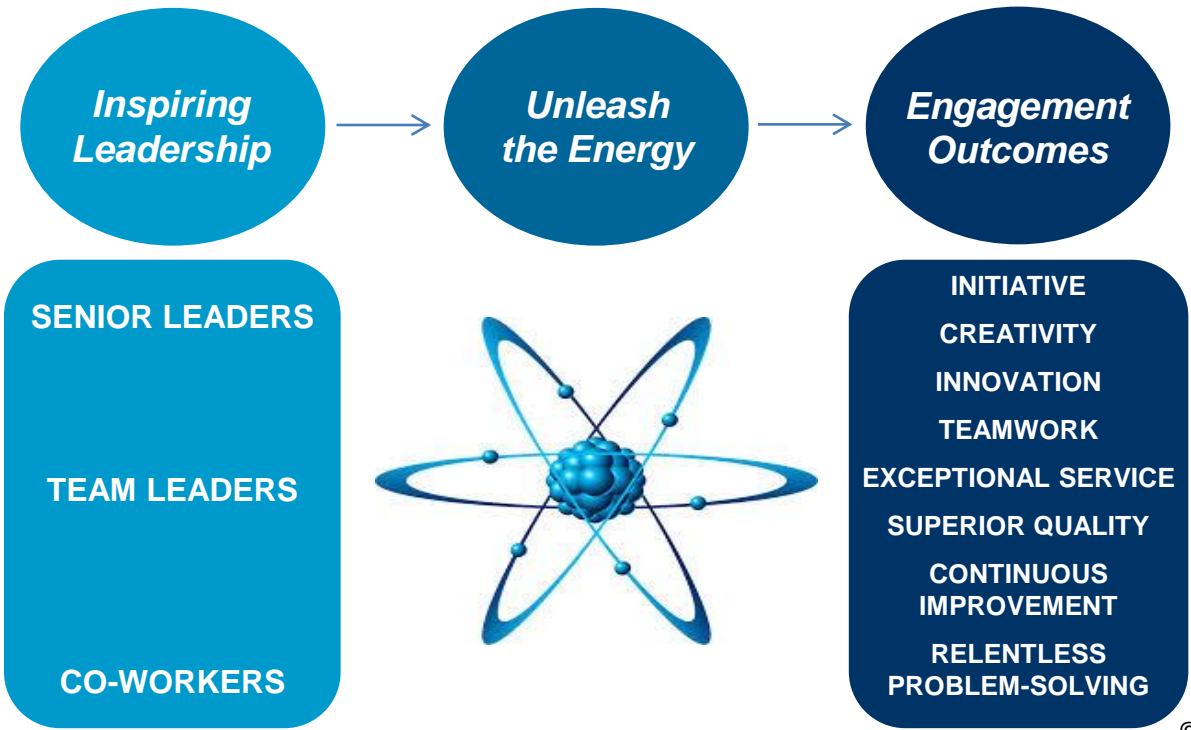 Inspiring
Leadership
Unleash
the Energy
Engagement
Outcomes
SENIOR LEADERS
TEAM LEADERS
CO-WORKERS
INITIATIVE
CREATIVITY
INNOVATION
TEAMWORK
EXCEPTIONAL SERVICE
SUPERIOR QUALITY
CONTINUOUS
IMPROVEMENT
RELENTLESS
PROBLEM-SOLVING